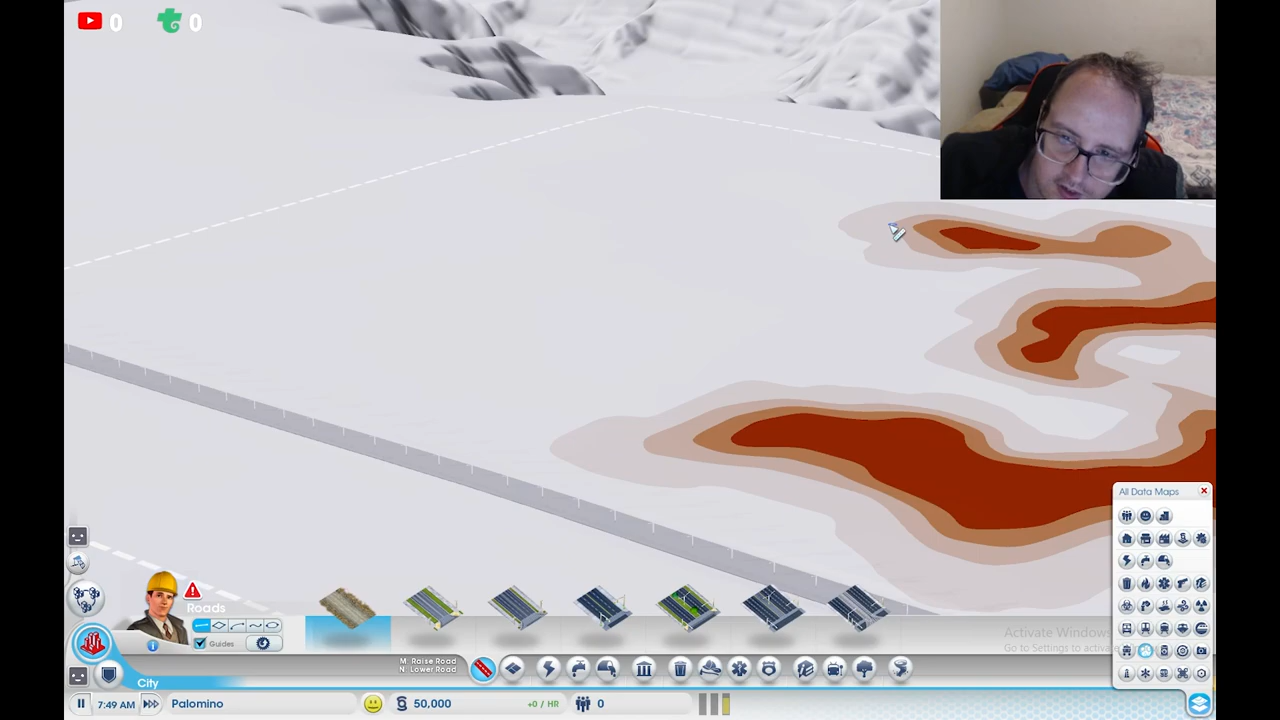 0 0
All Data Maps
Roads
Guides
M: Raise Road
N: Lower Road
Activate Windows
Go to Settings to activate
City
7:49 AM Palomino 50,000 +0 / HR 0